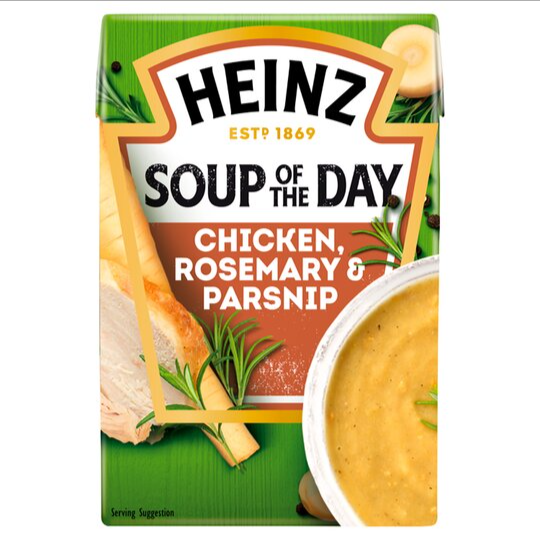 HEINZ
ESTD 1869
SOUP OF THE DAY
CHICKEN,
ROSEMARY &
PARSNIP
Serving Suggestion